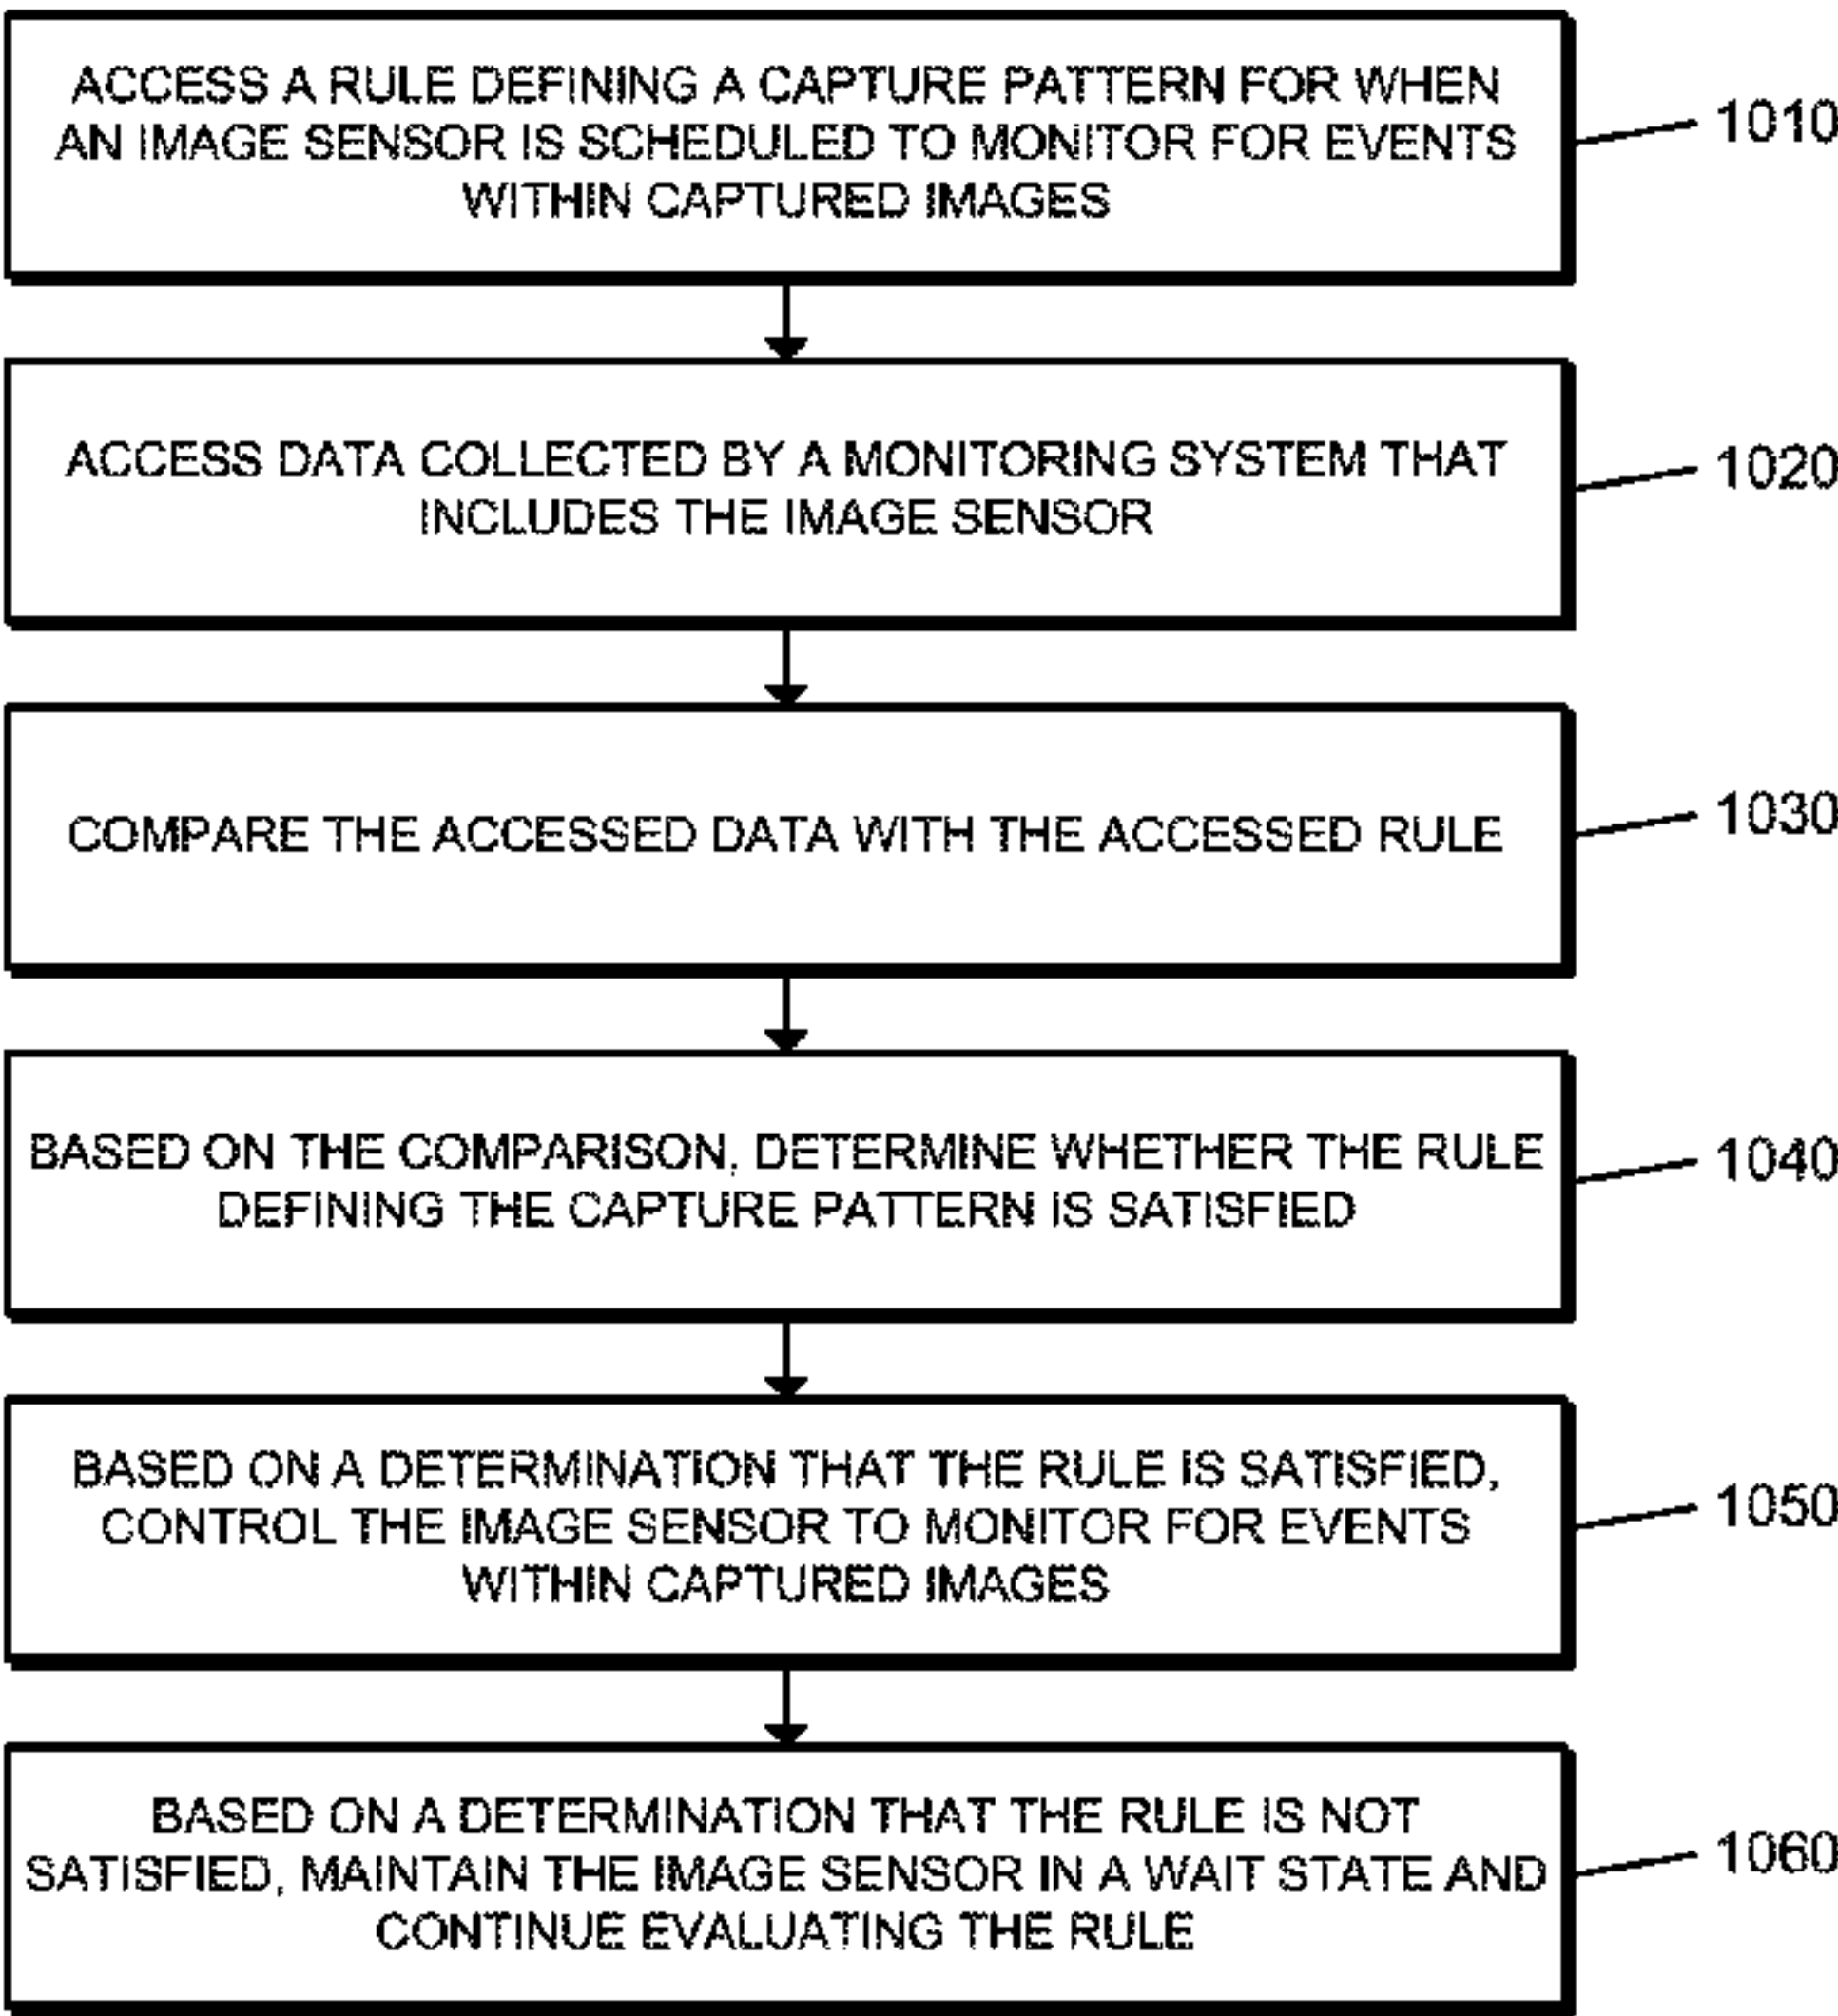 ACCESS A RULE DEFINING A CAPTURE PATTERN FOR WHEN
AN IMAGE SENSOR IS SCHEDULED TO MONITOR FOR EVENTS
WITHIN CAPTURED IMAGES
1010
ACCESS DATA COLLECTED BY A MONITORING SYSTEM THAT
INCLUDES THE IMAGE SENSOR
1020
COMPARE THE ACCESSED DATA WITH THE ACCESSED RULE
1030
BASED ON THE COMPARISON, DETERMINE WHETHER THE RULE
DEFINING THE CAPTURE PATTERN IS SATISFIED
1040
BASED ON A DETERMINATION THAT THE RULE IS SATISFIED,
CONTROL THE IMAGE SENSOR TO MONITOR FOR EVENTS
WITHIN CAPTURED IMAGES
1050
BASED ON A DETERMINATION THAT THE RULE IS NOT
SATISFIED, MAINTAIN THE IMAGE SENSOR IN A WAIT STATE AND
CONTINUE EVALUATING THE RULE
1060